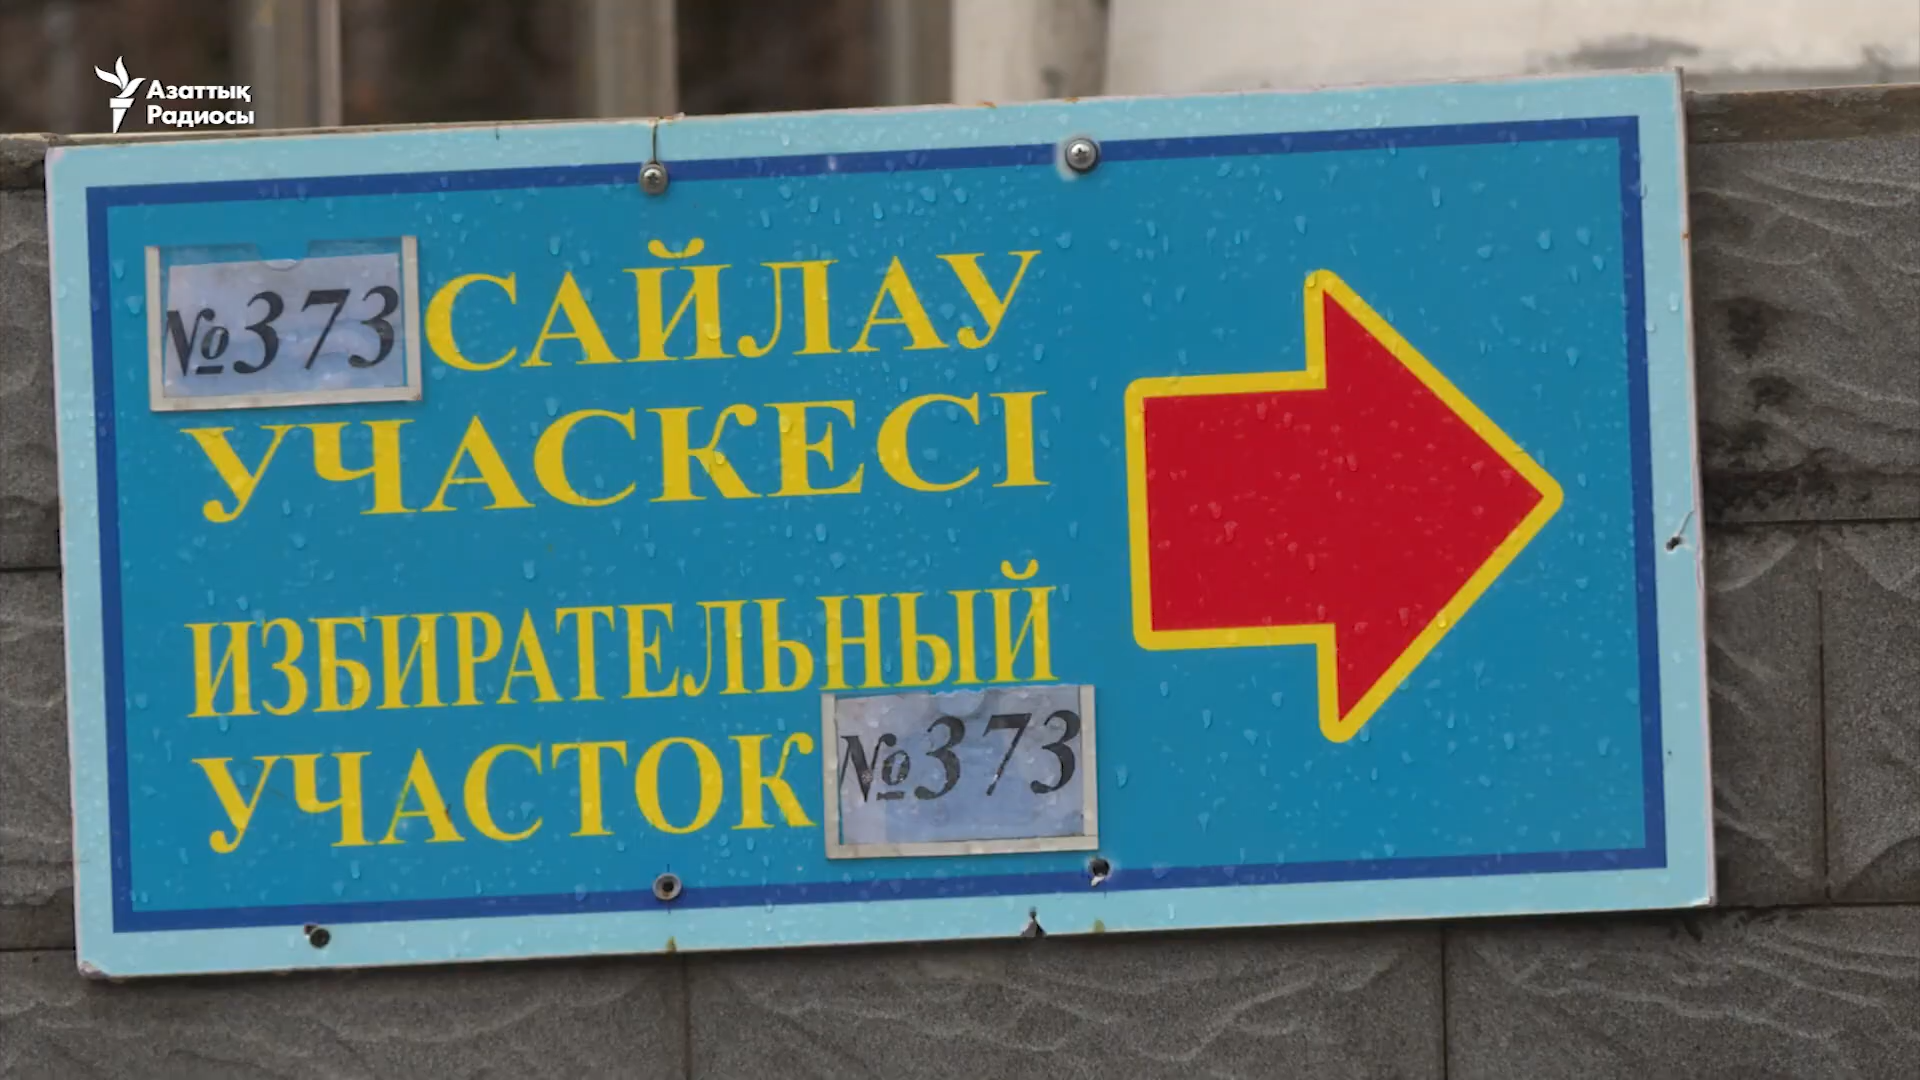 Азаттық
Радиосы
№373 САЙЛАУ
УЧАСКЕСІ
ИЗБИРАТЕЛЬНЫЙ
УЧАСТОК №373